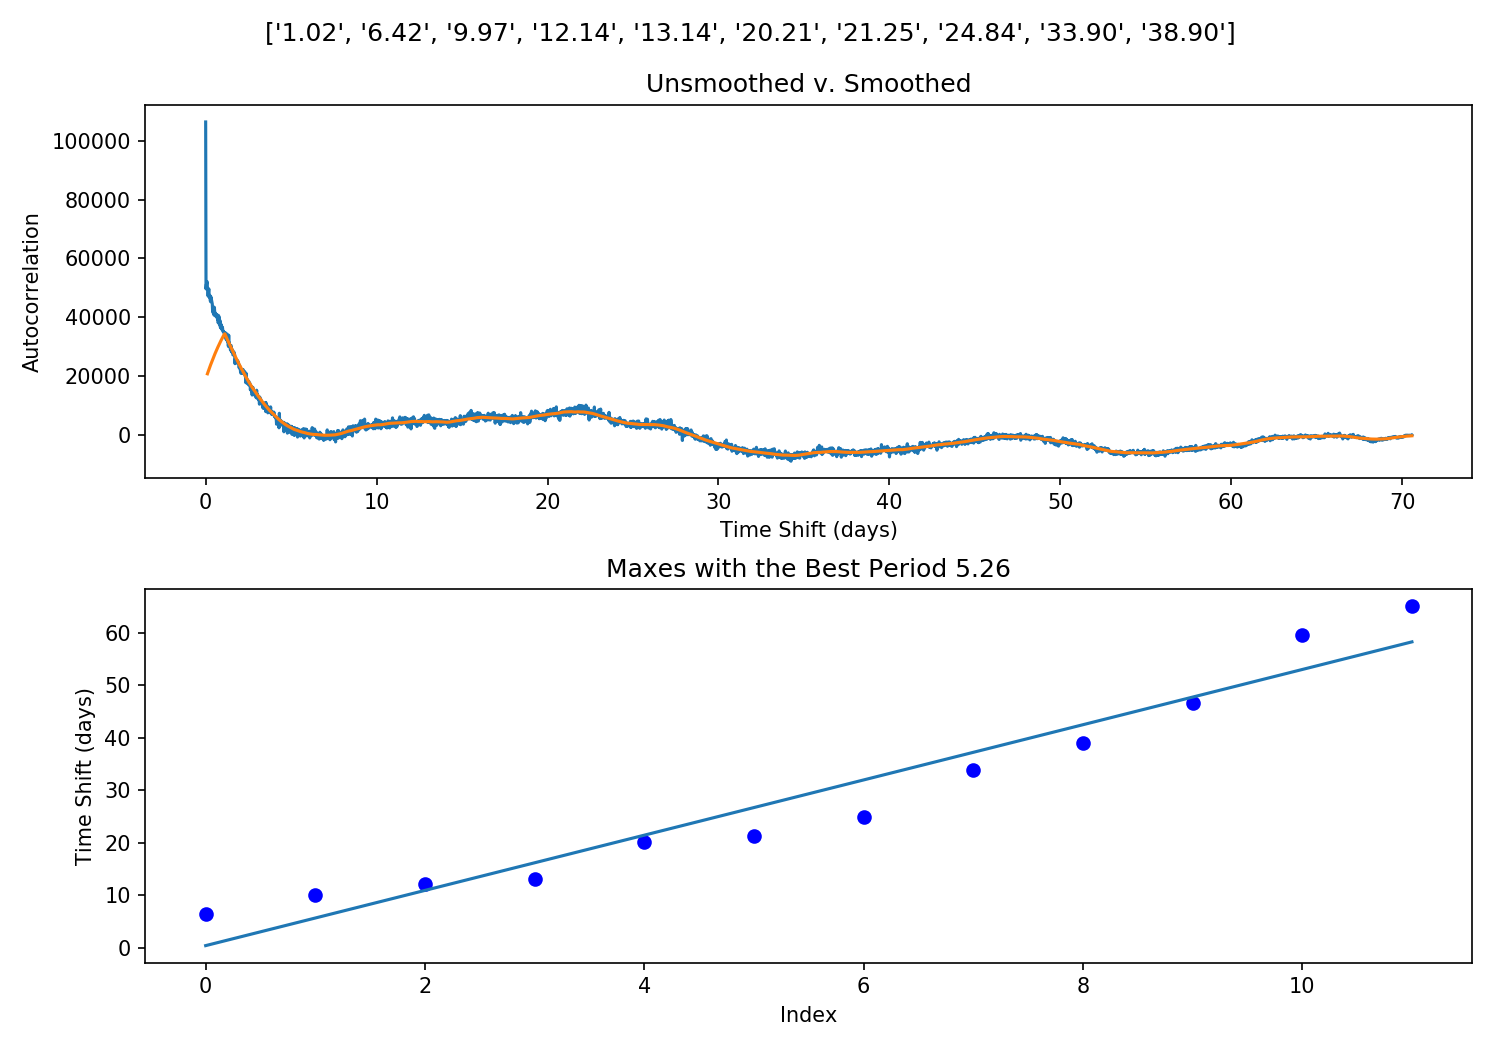 ['1.02', '6.42', '9.97', '12.14', '13.14', '20.21', '21.25', '24.84', '33.90', '38.90']
Unsmoothed v. Smoothed
Autocorrelation
100000
80000
60000
40000
20000
0
0 10 20 30 40 50 60 70
Time Shift (days)
Maxes with the Best Period 5.26
Time Shift (days)
60
50
40
30
20
10
0
0 2 4 6 8 10
Index